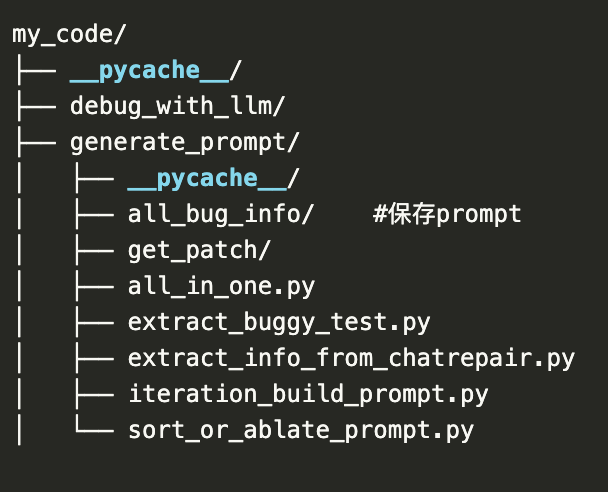 my_code/
├── __pycache__/
├── debug_with_llm/
├── generate_prompt/
│   ├── __pycache__/
│   ├── all_bug_info/    #保存prompt
│   ├── get_patch/
│   ├── all_in_one.py
│   ├── extract_buggy_test.py
│   ├── extract_info_from_chatrepair.py
│   ├── iteration_build_prompt.py
│   └── sort_or_ablate_prompt.py